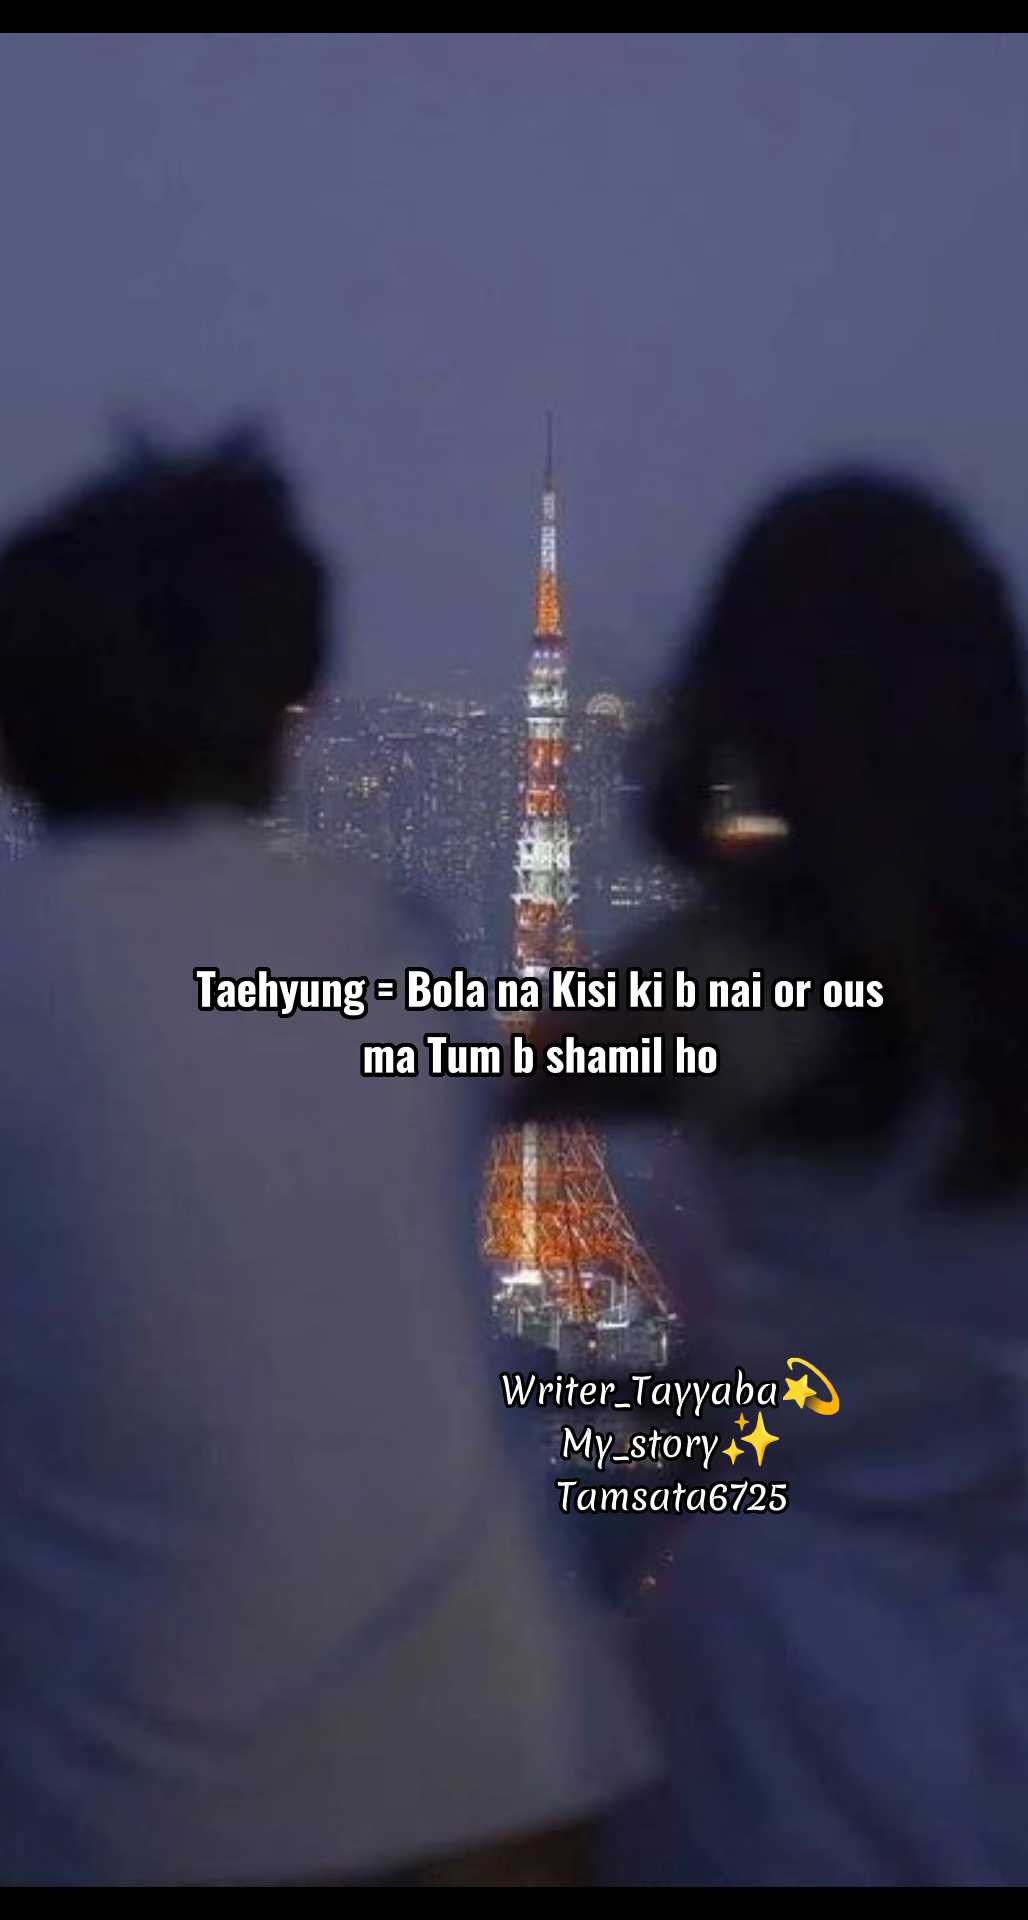 Taehyung = Bola na Kisi ki b nai or ous
ma Tum b shamil ho
Writer_Tayyaba💫
My_story✨
Tamsata6725